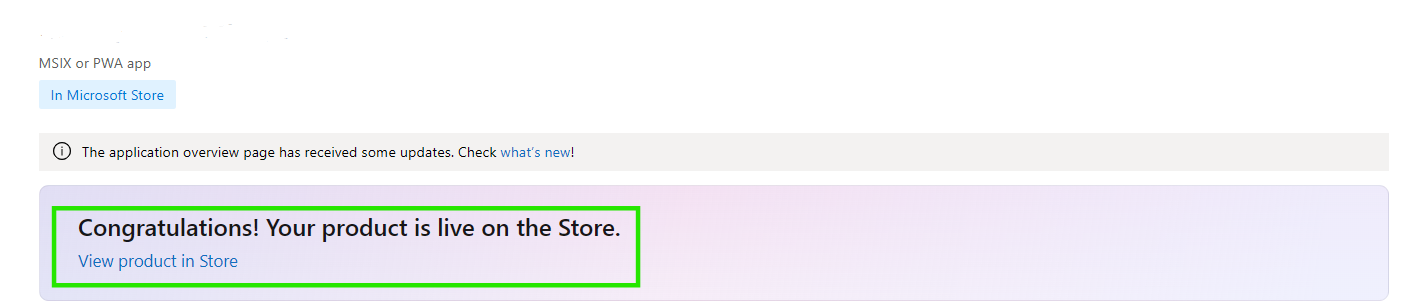 MSIX or PWA app
In Microsoft Store
The application overview page has received some updates. Check what's new!
Congratulations! Your product is live on the Store.
View product in Store